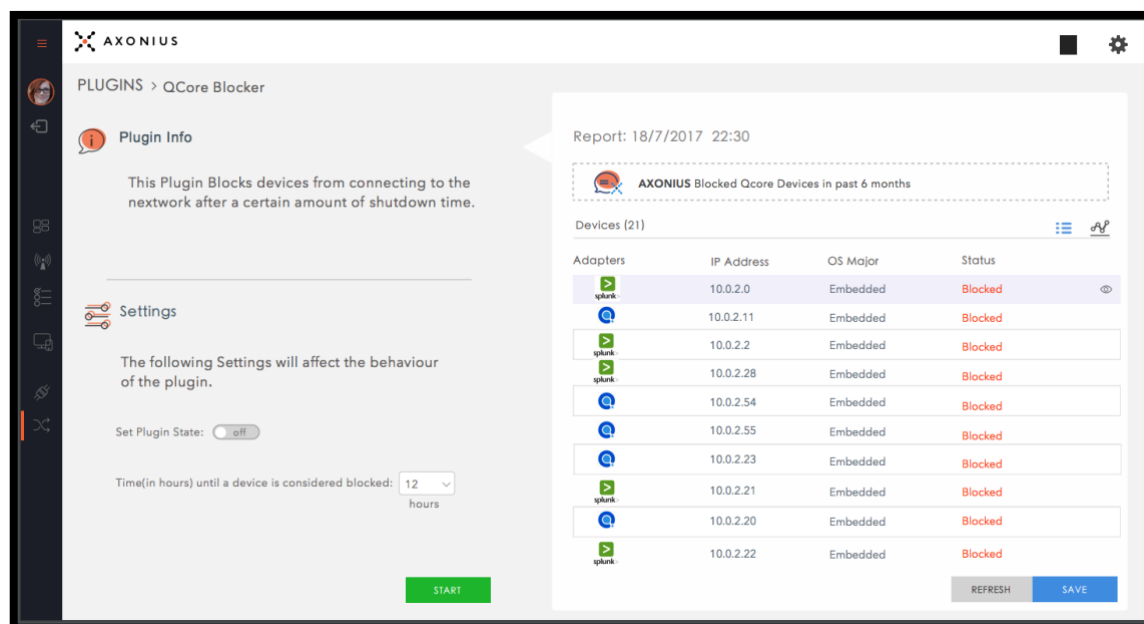 AXONIUS
PLUGINS > QCore Blocker
Plugin Info
This Plugin Blocks devices from connecting to the
nextwork after a certain amount of shutdown time.
Settings
The following Settings will affect the behaviour
of the plugin.
Set Plugin State: off
Time(in hours) until a device is considered blocked: 12
hours
START
Report: 18/7/2017 22:30
AXONIUS Blocked Qcore Devices in past 6 months
Devices (21)
Adapters IP Address OS Major Status
splunk> 10.0.2.0 Embedded Blocked
10.0.2.11 Embedded Blocked
splunk> 10.0.2.2 Embedded Blocked
splunk> 10.0.2.28 Embedded Blocked
10.0.2.54 Embedded Blocked
10.0.2.55 Embedded Blocked
10.0.2.23 Embedded Blocked
splunk> 10.0.2.21 Embedded Blocked
10.0.2.20 Embedded Blocked
splunk> 10.0.2.22 Embedded Blocked
REFRESH SAVE